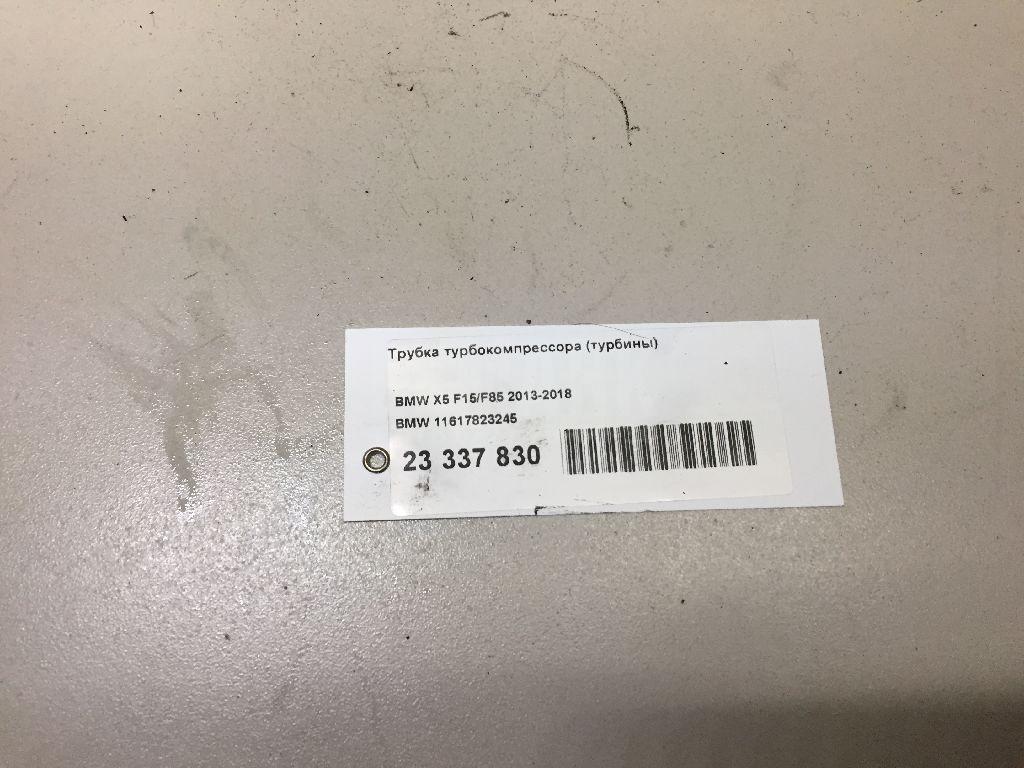 Трубка турбокомпрессора (турбины)
BMW X5 F15/F85 2013-2018
BMW 11617823245
23 337 830